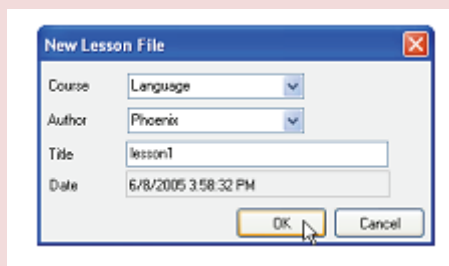 New Lesson File
Course Language
Author Phoenix
Title lesson1
Date 6/8/2005 3:58:32 PM
OK Cancel